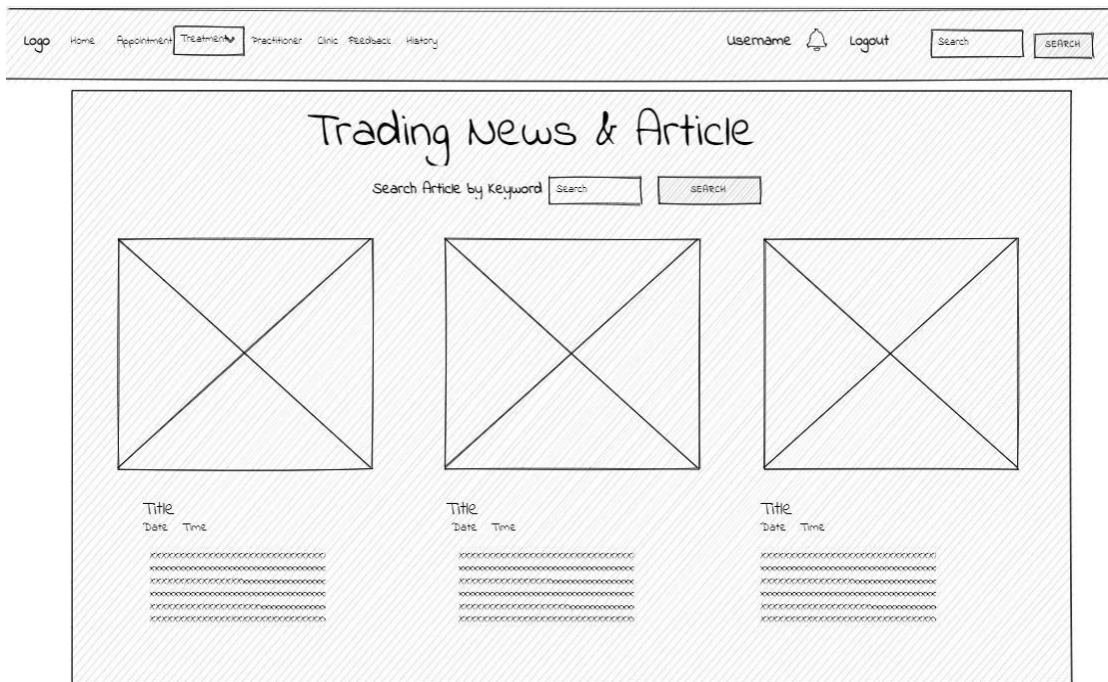 Logo Home Appointment Treatment Practitioner Clinic Feedback History Username Logout Search SEARCH
Trading News & Article
Search Article by Keyword Search SEARCH
Title Title Title
Date Time Date Time Date Time